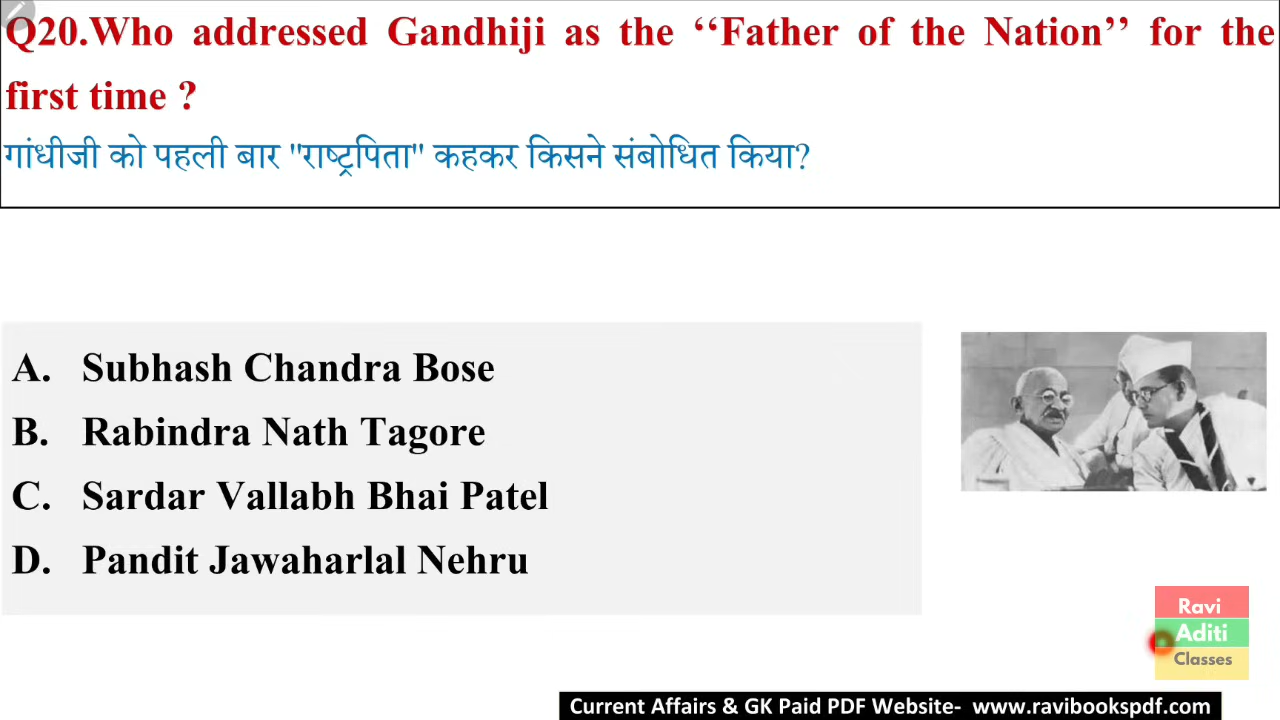 Q20.Who addressed Gandhiji as the ‘‘Father of the Nation’’ for the
first time ?
गांधीजी को पहली बार "राष्ट्रपिता" कहकर किसने संबोधित किया?
A. Subhash Chandra Bose
B. Rabindra Nath Tagore
C. Sardar Vallabh Bhai Patel
D. Pandit Jawaharlal Nehru
Ravi
Aditi
Classes
Current Affairs & GK Paid PDF Website- www.ravibookspdf.com